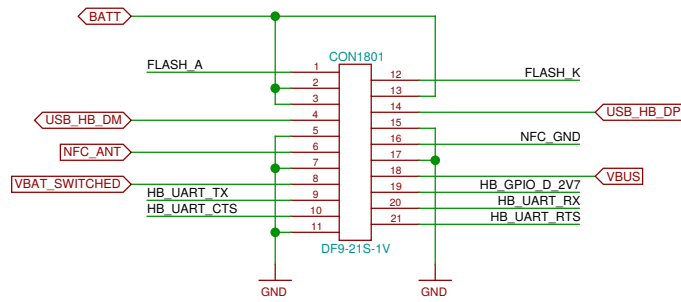 BATT
CON1801
FLASH_A 1 12 FLASH_K
2 13
3 14 USB_HB_DP
USB_HB_DM 4 15
5 16 NFC_GND
NFC_ANT 6 17
7 18 VBUS
VBAT_SWITCHED 8 19 HB_GPIO_D_2V7
HB_UART_TX 9 20 HB_UART_RX
HB_UART_CTS 10 21 HB_UART_RTS
11
DF9-21S-1V
GND GND